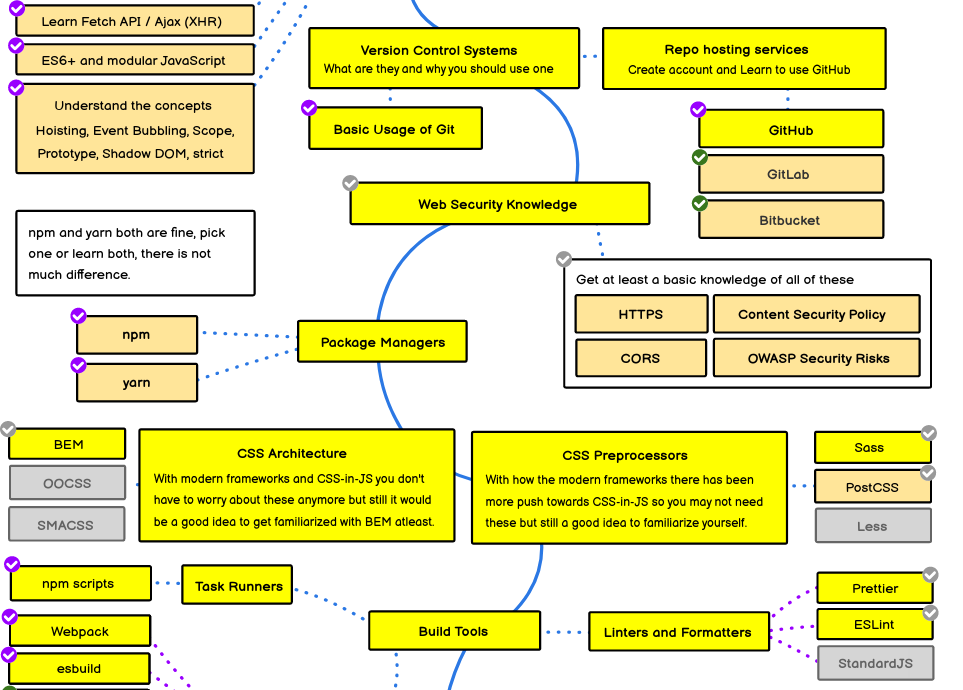 Learn Fetch API / Ajax (XHR)
ES6+ and modular JavaScript
Understand the concepts
Hoisting, Event Bubbling, Scope,
Prototype, Shadow DOM, strict
Version Control Systems
What are they and why you should use one
Repo hosting services
Create account and Learn to use GitHub
Basic Usage of Git
GitHub
GitLab
Bitbucket
Web Security Knowledge
npm and yarn both are fine, pick
one or learn both, there is not
much difference.
Get at least a basic knowledge of all of these
HTTPS
Content Security Policy
CORS
OWASP Security Risks
npm
yarn
Package Managers
BEM
OOCSS
SMACSS
CSS Architecture
With modern frameworks and CSS-in-JS you don't
have to worry about these anymore but still it would
be a good idea to get familiarized with BEM atleast.
CSS Preprocessors
With how the modern frameworks there has been
more push towards CSS-in-JS so you may not need
these but still a good idea to familiarize yourself.
Sass
PostCSS
Less
npm scripts
Task Runners
Webpack
esbuild
Build Tools
Linters and Formatters
Prettier
ESLint
StandardJS